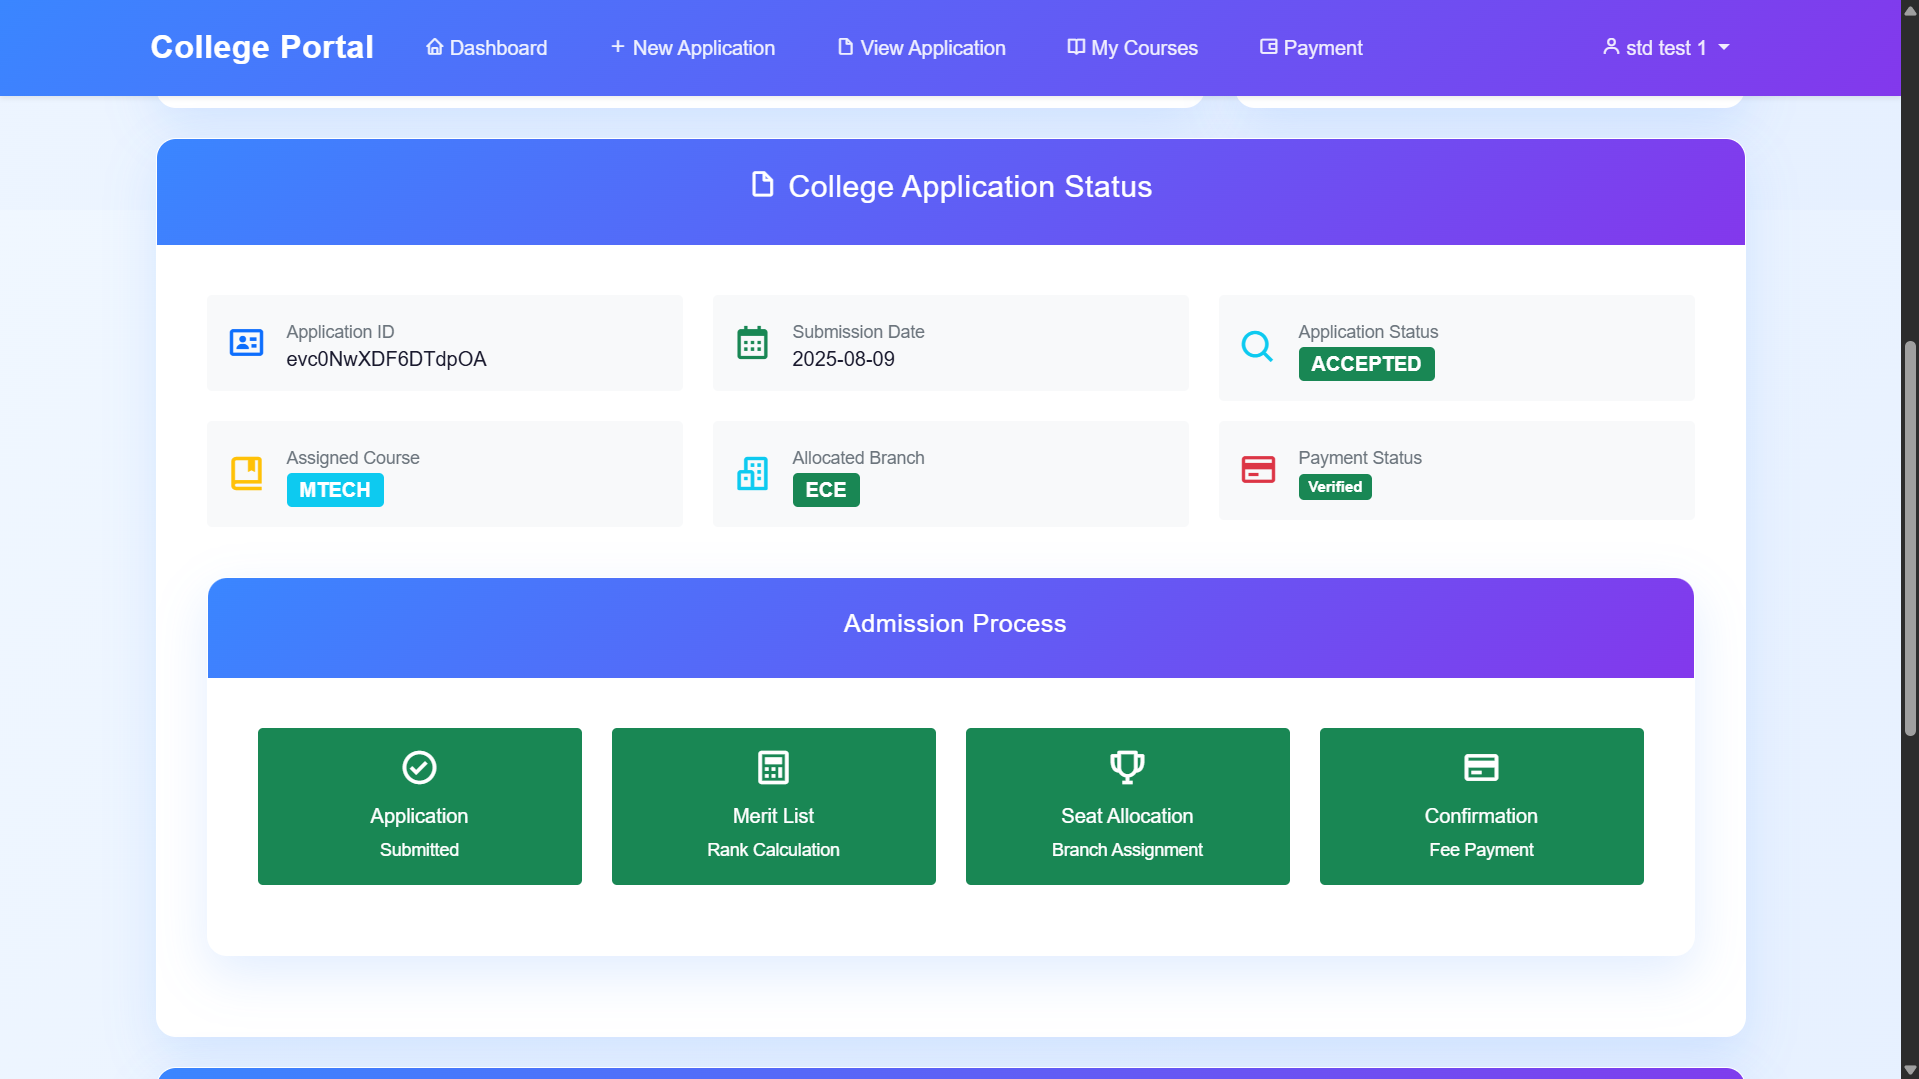 College Portal
Dashboard
New Application
View Application
My Courses
Payment
std test 1
College Application Status
Application ID
evc0NwXDF6DTdpOA
Submission Date
2025-08-09
Application Status
ACCEPTED
Assigned Course
MTECH
Allocated Branch
ECE
Payment Status
Verified
Admission Process
Application
Submitted
Merit List
Rank Calculation
Seat Allocation
Branch Assignment
Confirmation
Fee Payment